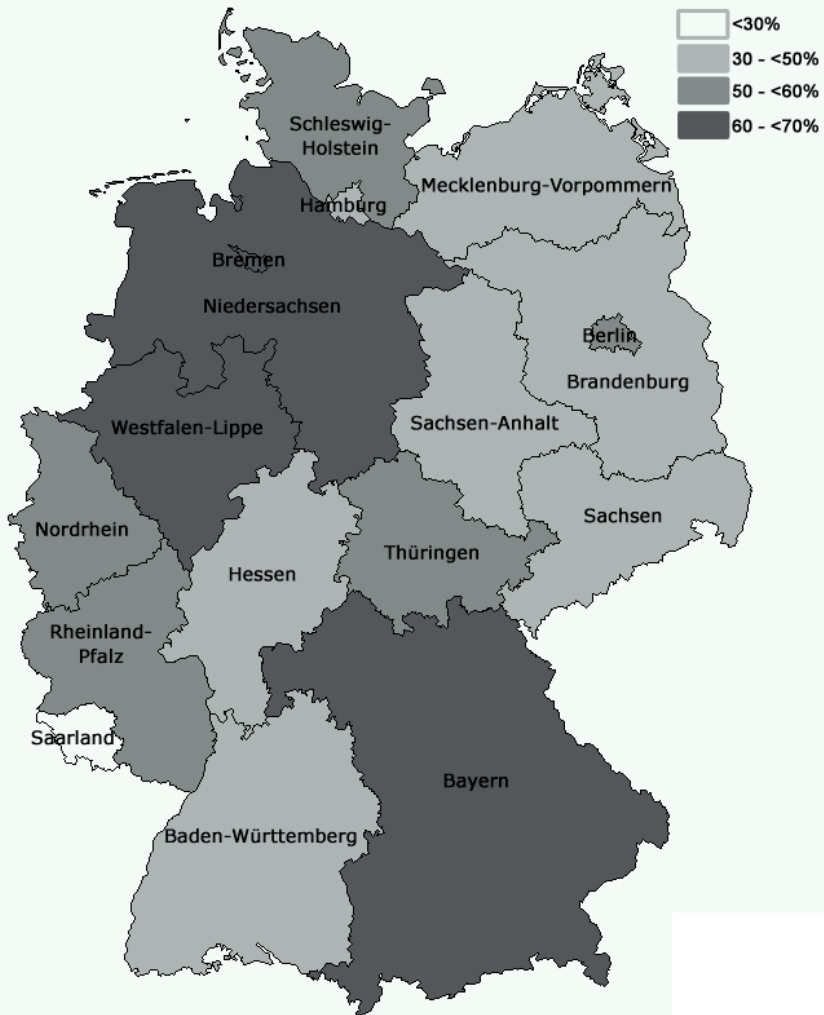 <30%
30 - <50%
50 - <60%
60 - <70%
Schleswig-
Holstein
Mecklenburg-Vorpommern
Hamburg
Bremen
Niedersachsen
Berlin
Brandenburg
Westfalen-Lippe
Sachsen-Anhalt
Nordrhein
Sachsen
Thüringen
Hessen
Rheinland-
Pfalz
Saarland
Bayern
Baden-Württemberg